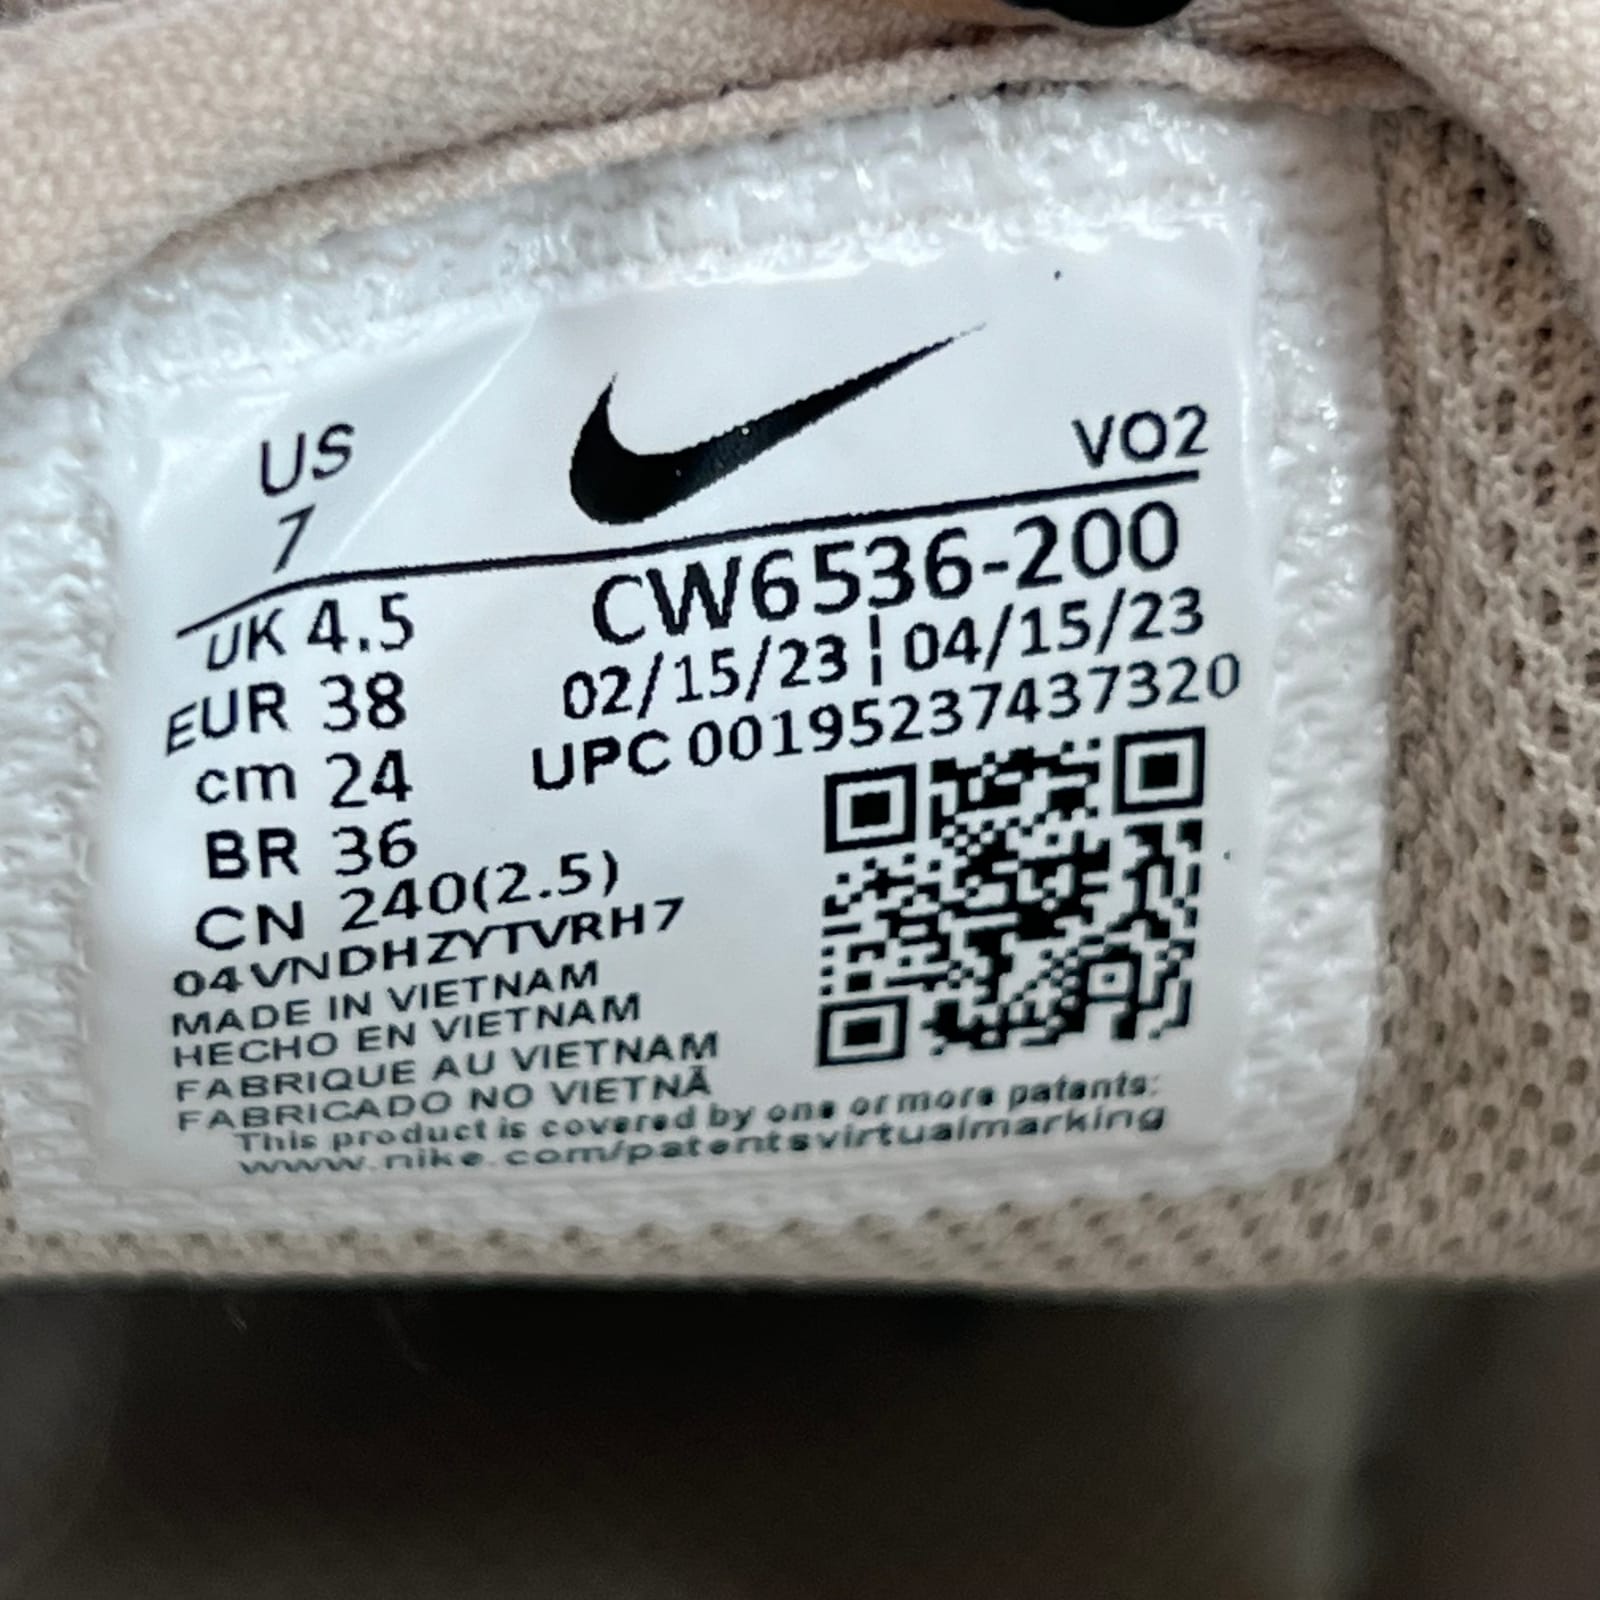 US
7
VO2
UK 4.5
EUR 38
cm 24
BR 36
CN 240(2.5)
CW6536-200
02/15/23 ¦ 04/15/23
UPC 00195237437320
04VNDHZYTVRH7
MADE IN VIETNAM
HECHO EN VIETNAM
FABRIQUE AU VIETNAM
FABRICADO NO VIETNÃ
This product is covered by one or more patents:
www.nike.com/patentsvirtualmarking